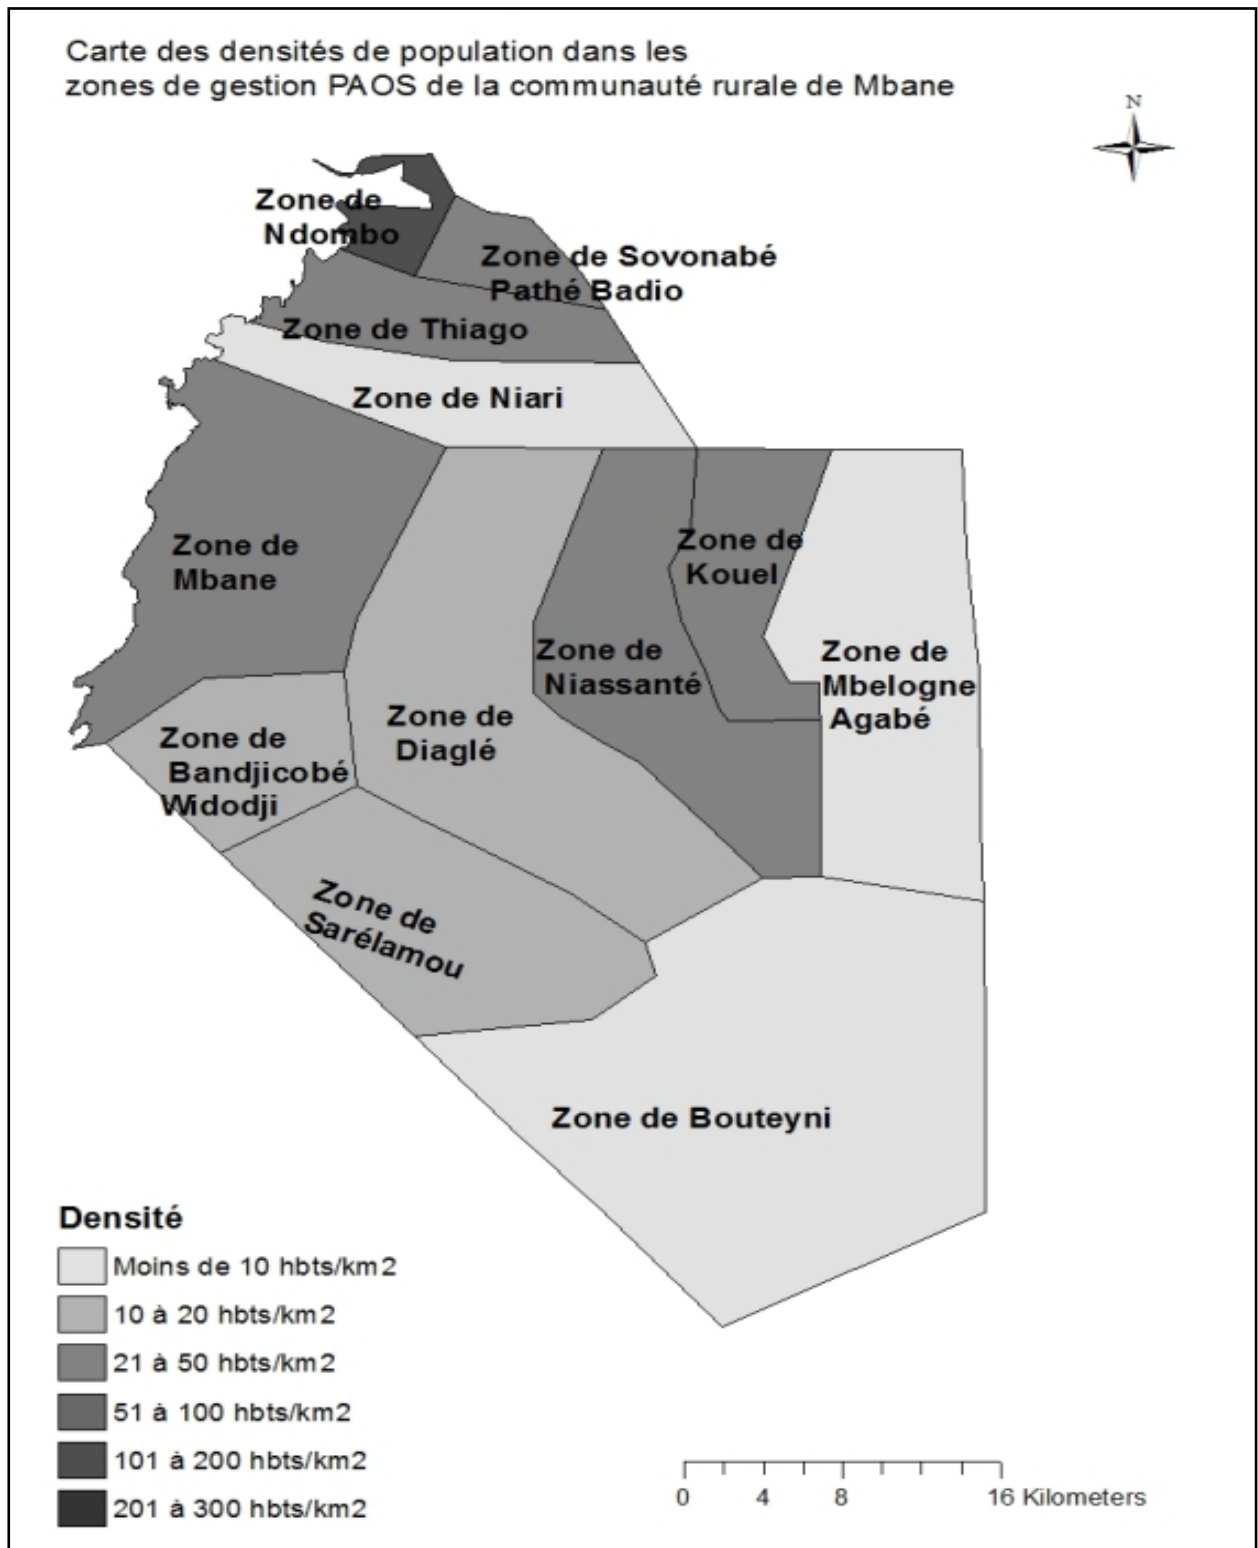 Carte des densités de population dans les
zones de gestion PAOS de la communauté rurale de Mbane
N
Zone de
Ndombo
Zone de Sovonabé
Pathé Badio
Zone de Thiago
Zone de Niari
Zone de
Mbane
Zone de
Kouel
Zone de
Niassanté
Zone de
Mbelogne
Agabé
Zone de
Diaglé
Zone de
Bandjicobé
Widodji
Zone de
Sarélamou
Zone de Bouteyni
Densité
Moins de 10 hbts/km2
10 à 20 hbts/km2
21 à 50 hbts/km2
51 à 100 hbts/km2
101 à 200 hbts/km2
201 à 300 hbts/km2
0 4 8 16 Kilometers